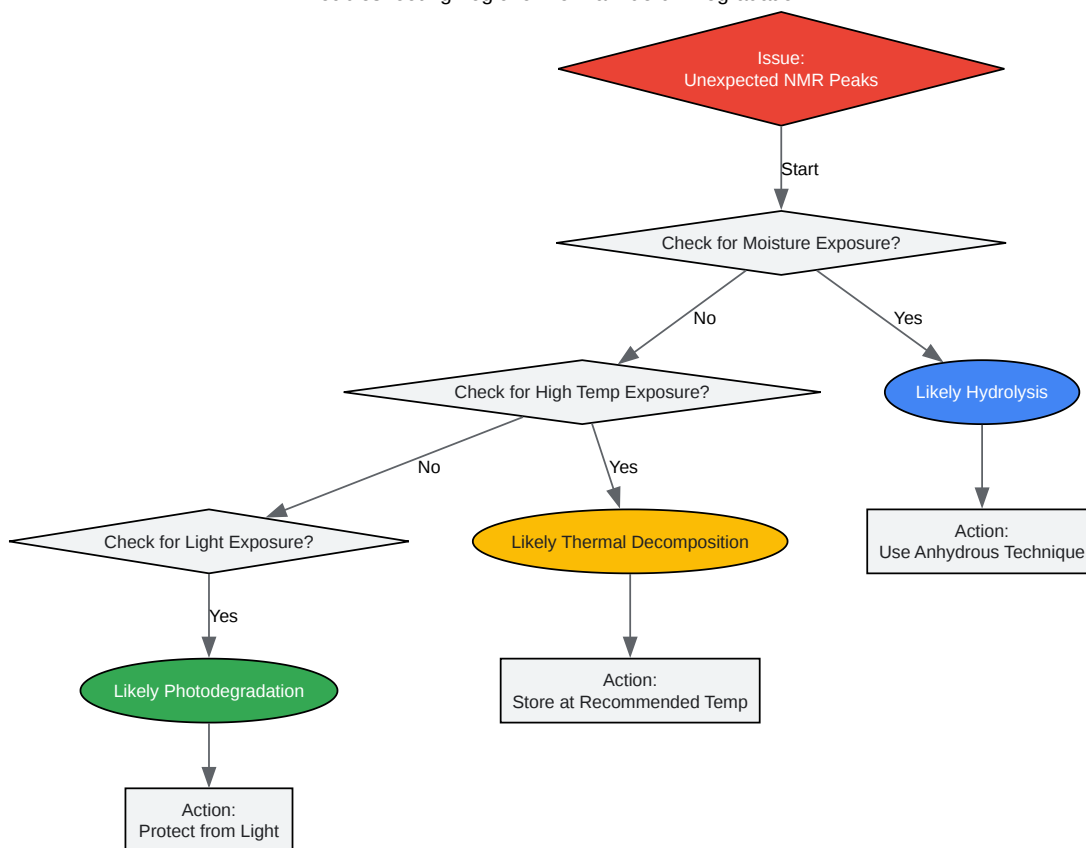 Issue:
Unexpected NMR Peaks
Start
Check for Moisture Exposure?
No
Yes
Check for High Temp Exposure?
Likely Hydrolysis
No
Yes
Check for Light Exposure?
Likely Thermal Decomposition
Action:
Use Anhydrous Technique
Yes
Likely Photodegradation
Action:
Store at Recommended Temp
Action:
Protect from Light